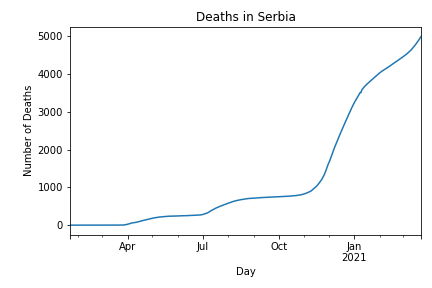 Deaths in Serbia
Number of Deaths
5000
4000
3000
2000
1000
0
Apr
Jul
Oct
Jan
2021
Day